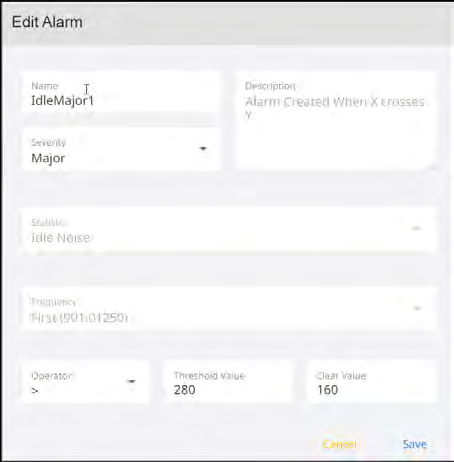 Edit Alarm
Name
IdleMajor1
Description
Alarm Created When X crosses
Y
Severity
Major
Statistic
Idle Noise
Frequency
First (901.01250)
Operator
>
Threshold Value
280
Clear Value
160
Cancel
Save